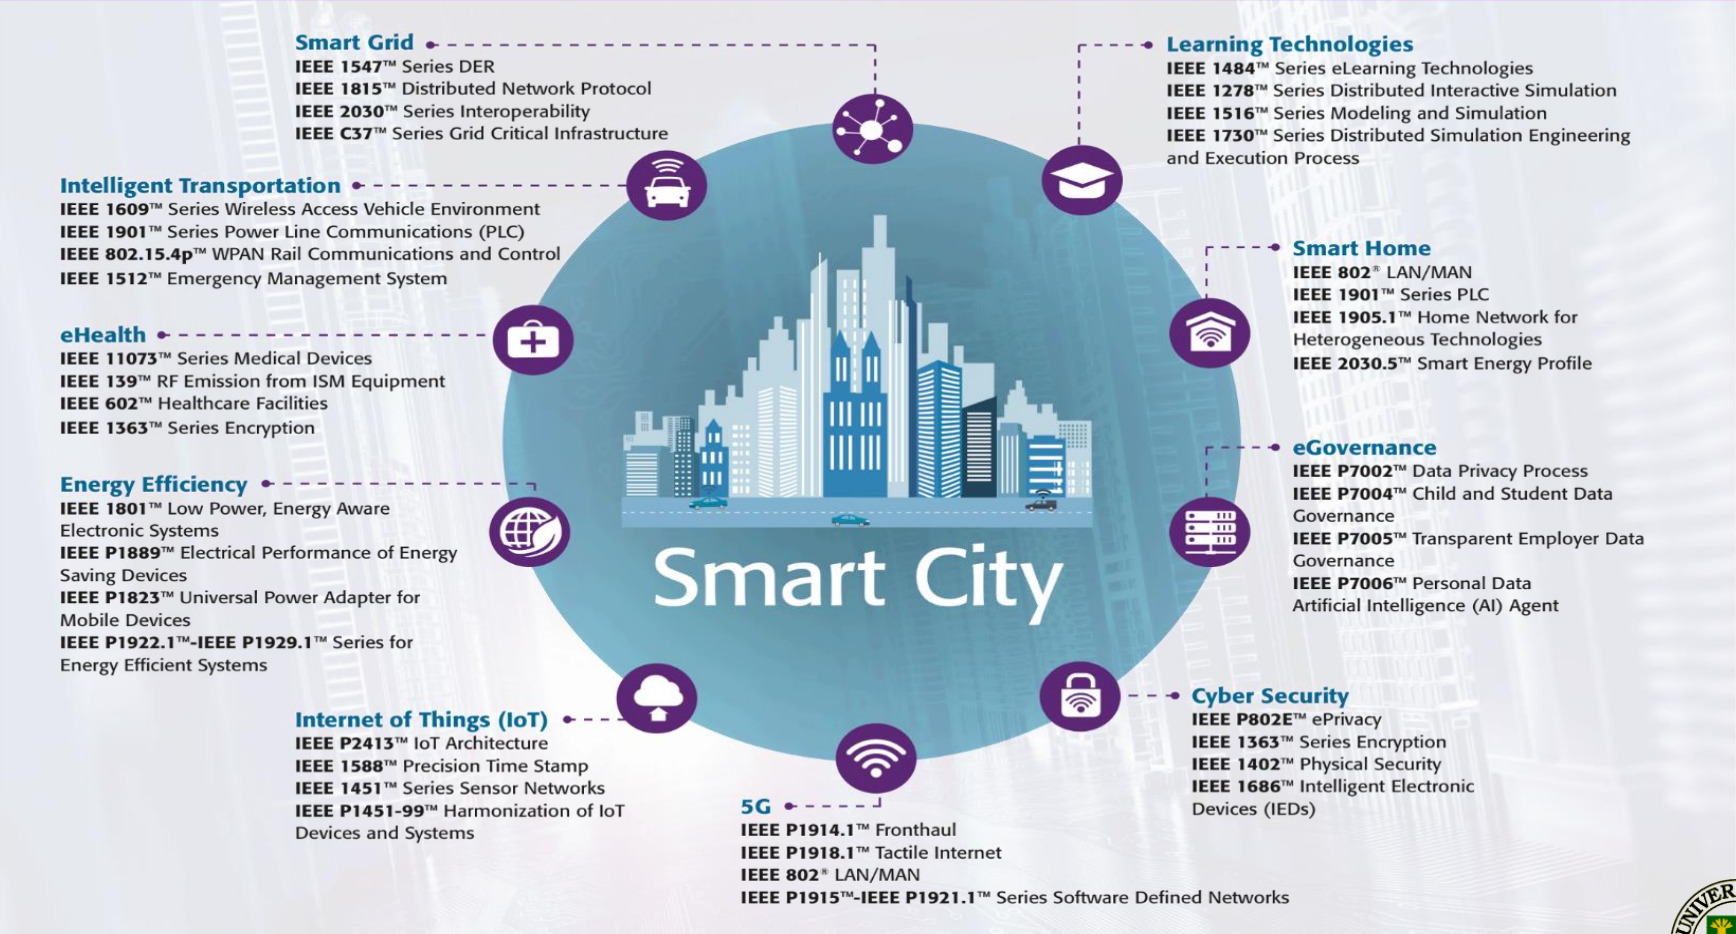 Smart Grid
IEEE 1547™ Series DER
IEEE 1815™ Distributed Network Protocol
IEEE 2030™ Series Interoperability
IEEE C37™ Series Grid Critical Infrastructure
Learning Technologies
IEEE 1484™ Series eLearning Technologies
IEEE 1278™ Series Distributed Interactive Simulation
IEEE 1516™ Series Modeling and Simulation
IEEE 1730™ Series Distributed Simulation Engineering
and Execution Process
Intelligent Transportation
IEEE 1609™ Series Wireless Access Vehicle Environment
IEEE 1901™ Series Power Line Communications (PLC)
IEEE 802.15.4p™ WPAN Rail Communications and Control
IEEE 1512™ Emergency Management System
Smart Home
IEEE 802® LAN/MAN
IEEE 1901™ Series PLC
IEEE 1905.1™ Home Network for
Heterogeneous Technologies
IEEE 2030.5™ Smart Energy Profile
eHealth
IEEE 11073™ Series Medical Devices
IEEE 139™ RF Emission from ISM Equipment
IEEE 602™ Healthcare Facilities
IEEE 1363™ Series Encryption
eGovernance
IEEE P7002™ Data Privacy Process
IEEE P7004™ Child and Student Data
Governance
IEEE P7005™ Transparent Employer Data
Governance
IEEE P7006™ Personal Data
Artificial Intelligence (AI) Agent
Energy Efficiency
IEEE 1801™ Low Power, Energy Aware
Electronic Systems
IEEE P1889™ Electrical Performance of Energy
Saving Devices
IEEE P1823™ Universal Power Adapter for
Mobile Devices
IEEE P1922.1™-IEEE P1929.1™ Series for
Energy Efficient Systems
Smart City
Internet of Things (IoT)
IEEE P2413™ IoT Architecture
IEEE 1588™ Precision Time Stamp
IEEE 1451™ Series Sensor Networks
IEEE P1451-99™ Harmonization of IoT
Devices and Systems
Cyber Security
IEEE P802E™ ePrivacy
IEEE 1363™ Series Encryption
IEEE 1402™ Physical Security
IEEE 1686™ Intelligent Electronic
Devices (IEDs)
5G
IEEE P1914.1™ Fronthaul
IEEE P1918.1™ Tactile Internet
IEEE 802® LAN/MAN
IEEE P1915™-IEEE P1921.1™ Series Software Defined Networks